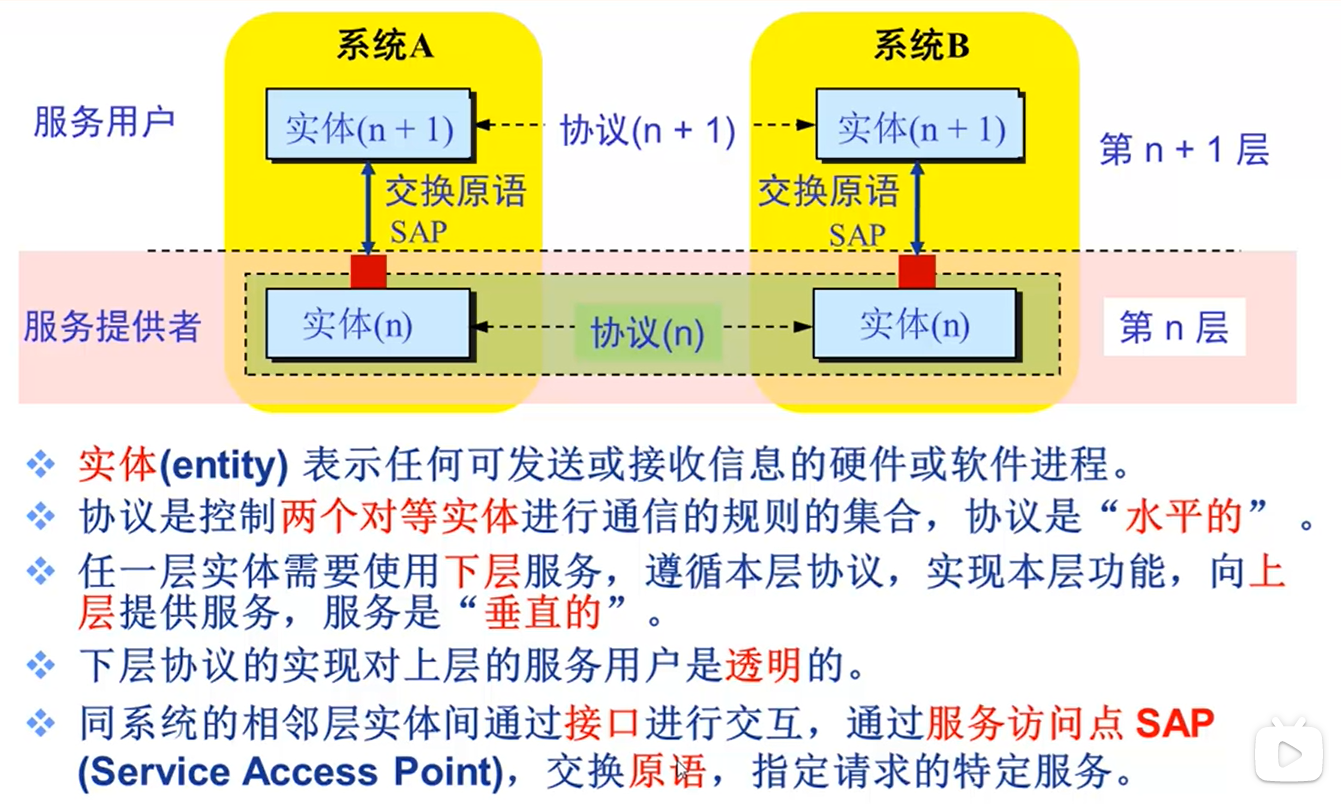 系统A
系统B
服务用户
实体(n + 1)
协议(n + 1)
实体(n + 1)
第 n + 1 层
交换原语
SAP
交换原语
SAP
服务提供者
实体(n)
协议(n)
实体(n)
第 n 层
实体(entity) 表示任何可发送或接收信息的硬件或软件进程。
协议是控制两个对等实体进行通信的规则的集合，协议是“水平的” 。
任一层实体需要使用下层服务，遵循本层协议，实现本层功能，向上
层提供服务，服务是“垂直的”。
下层协议的实现对上层的服务用户是透明的。
同系统的相邻层实体间通过接口进行交互，通过服务访问点 SAP
(Service Access Point)，交换原语，指定请求的特定服务。